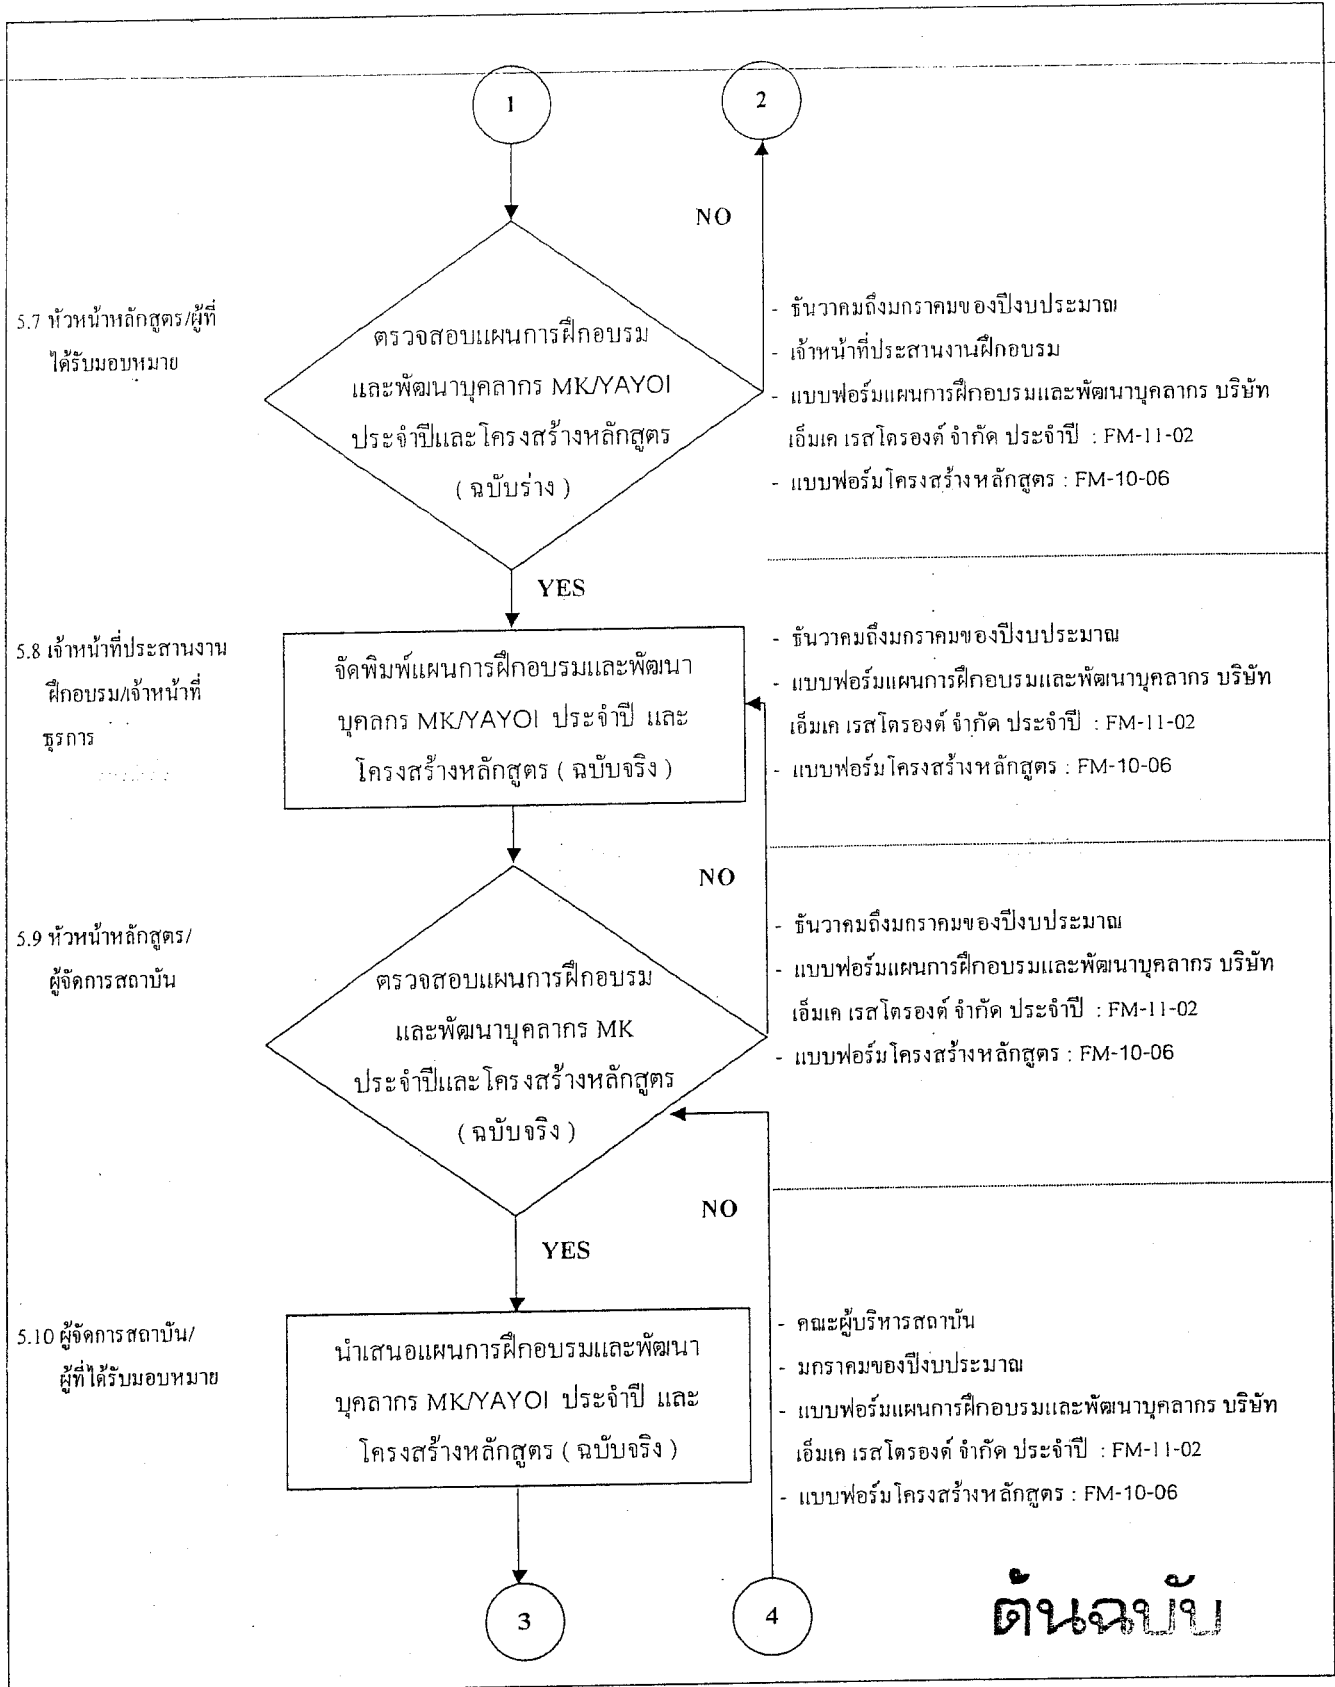 1
2
NO
5.7 หัวหน้าหลักสูตร/ผู้ที่
ได้รับมอบหมาย
ตรวจสอบแผนการฝึกอบรม
และพัฒนาบุคลากร MK/YAYOI
ประจำปีและโครงสร้างหลักสูตร
( ฉบับร่าง )
- ธันวาคมถึงมกราคมของปีงบประมาณ
- เจ้าหน้าที่ประสานงานฝึกอบรม
- แบบฟอร์มแผนการฝึกอบรมและพัฒนาบุคลากร บริษัท
เอ็มเค เรสโตรองต์ จำกัด ประจำปี : FM-11-02
- แบบฟอร์มโครงสร้างหลักสูตร : FM-10-06
YES
5.8 เจ้าหน้าที่ประสานงาน
ฝึกอบรม/เจ้าหน้าที่
ธุรการ
จัดพิมพ์แผนการฝึกอบรมและพัฒนา
บุคลกร MK/YAYOI ประจำปี และ
โครงสร้างหลักสูตร ( ฉบับจริง )
- ธันวาคมถึงมกราคมของปีงบประมาณ
- แบบฟอร์มแผนการฝึกอบรมและพัฒนาบุคลากร บริษัท
เอ็มเค เรสโตรองต์ จำกัด ประจำปี : FM-11-02
- แบบฟอร์มโครงสร้างหลักสูตร : FM-10-06
NO
5.9 หัวหน้าหลักสูตร/
ผู้จัดการสถาบัน
ตรวจสอบแผนการฝึกอบรม
และพัฒนาบุคลากร MK
ประจำปีและโครงสร้างหลักสูตร
( ฉบับจริง )
- ธันวาคมถึงมกราคมของปีงบประมาณ
- แบบฟอร์มแผนการฝึกอบรมและพัฒนาบุคลากร บริษัท
เอ็มเค เรสโตรองต์ จำกัด ประจำปี : FM-11-02
- แบบฟอร์มโครงสร้างหลักสูตร : FM-10-06
NO
YES
5.10 ผู้จัดการสถาบัน/
ผู้ที่ได้รับมอบหมาย
นำเสนอแผนการฝึกอบรมและพัฒนา
บุคลากร MK/YAYOI ประจำปี และ
โครงสร้างหลักสูตร ( ฉบับจริง )
- คณะผู้บริหารสถาบัน
- มกราคมของปีงบประมาณ
- แบบฟอร์มแผนการฝึกอบรมและพัฒนาบุคลากร บริษัท
เอ็มเค เรสโตรองต์ จำกัด ประจำปี : FM-11-02
- แบบฟอร์มโครงสร้างหลักสูตร : FM-10-06
3
4
ต้นฉบับ